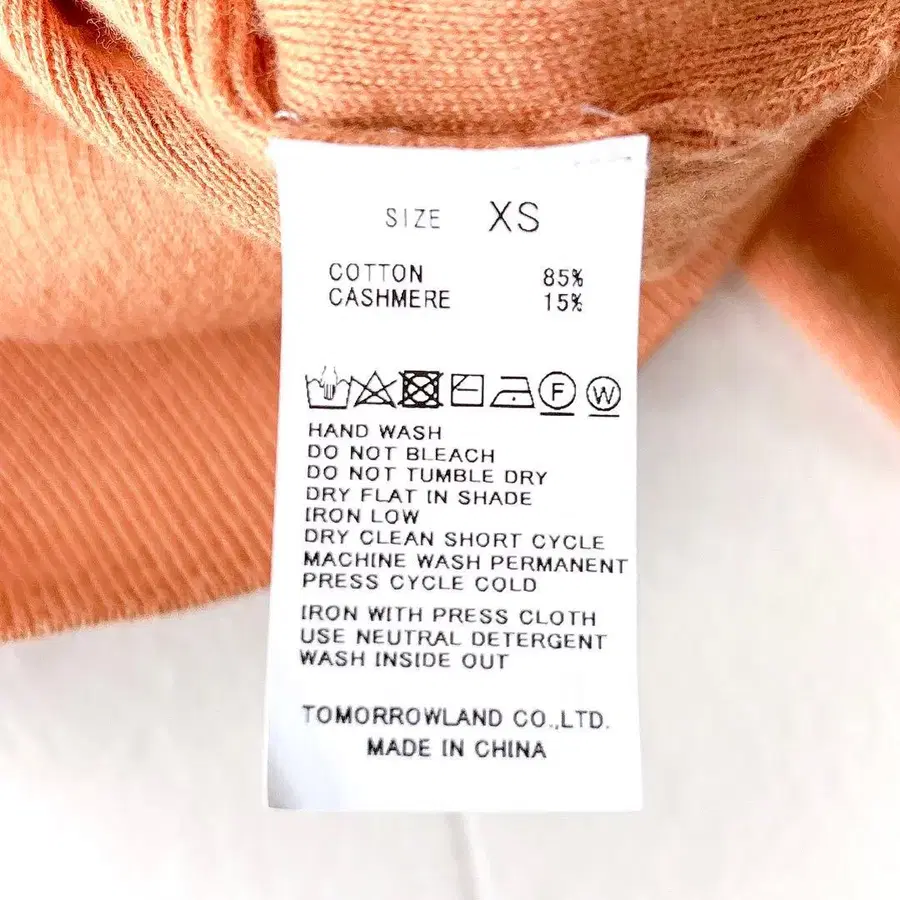 SIZE XS
COTTON 85%
CASHMERE 15%
F W
HAND WASH
DO NOT BLEACH
DO NOT TUMBLE DRY
DRY FLAT IN SHADE
IRON LOW
DRY CLEAN SHORT CYCLE
MACHINE WASH PERMANENT
PRESS CYCLE COLD
IRON WITH PRESS CLOTH
USE NEUTRAL DETERGENT
WASH INSIDE OUT
TOMORROWLAND CO.,LTD.
MADE IN CHINA